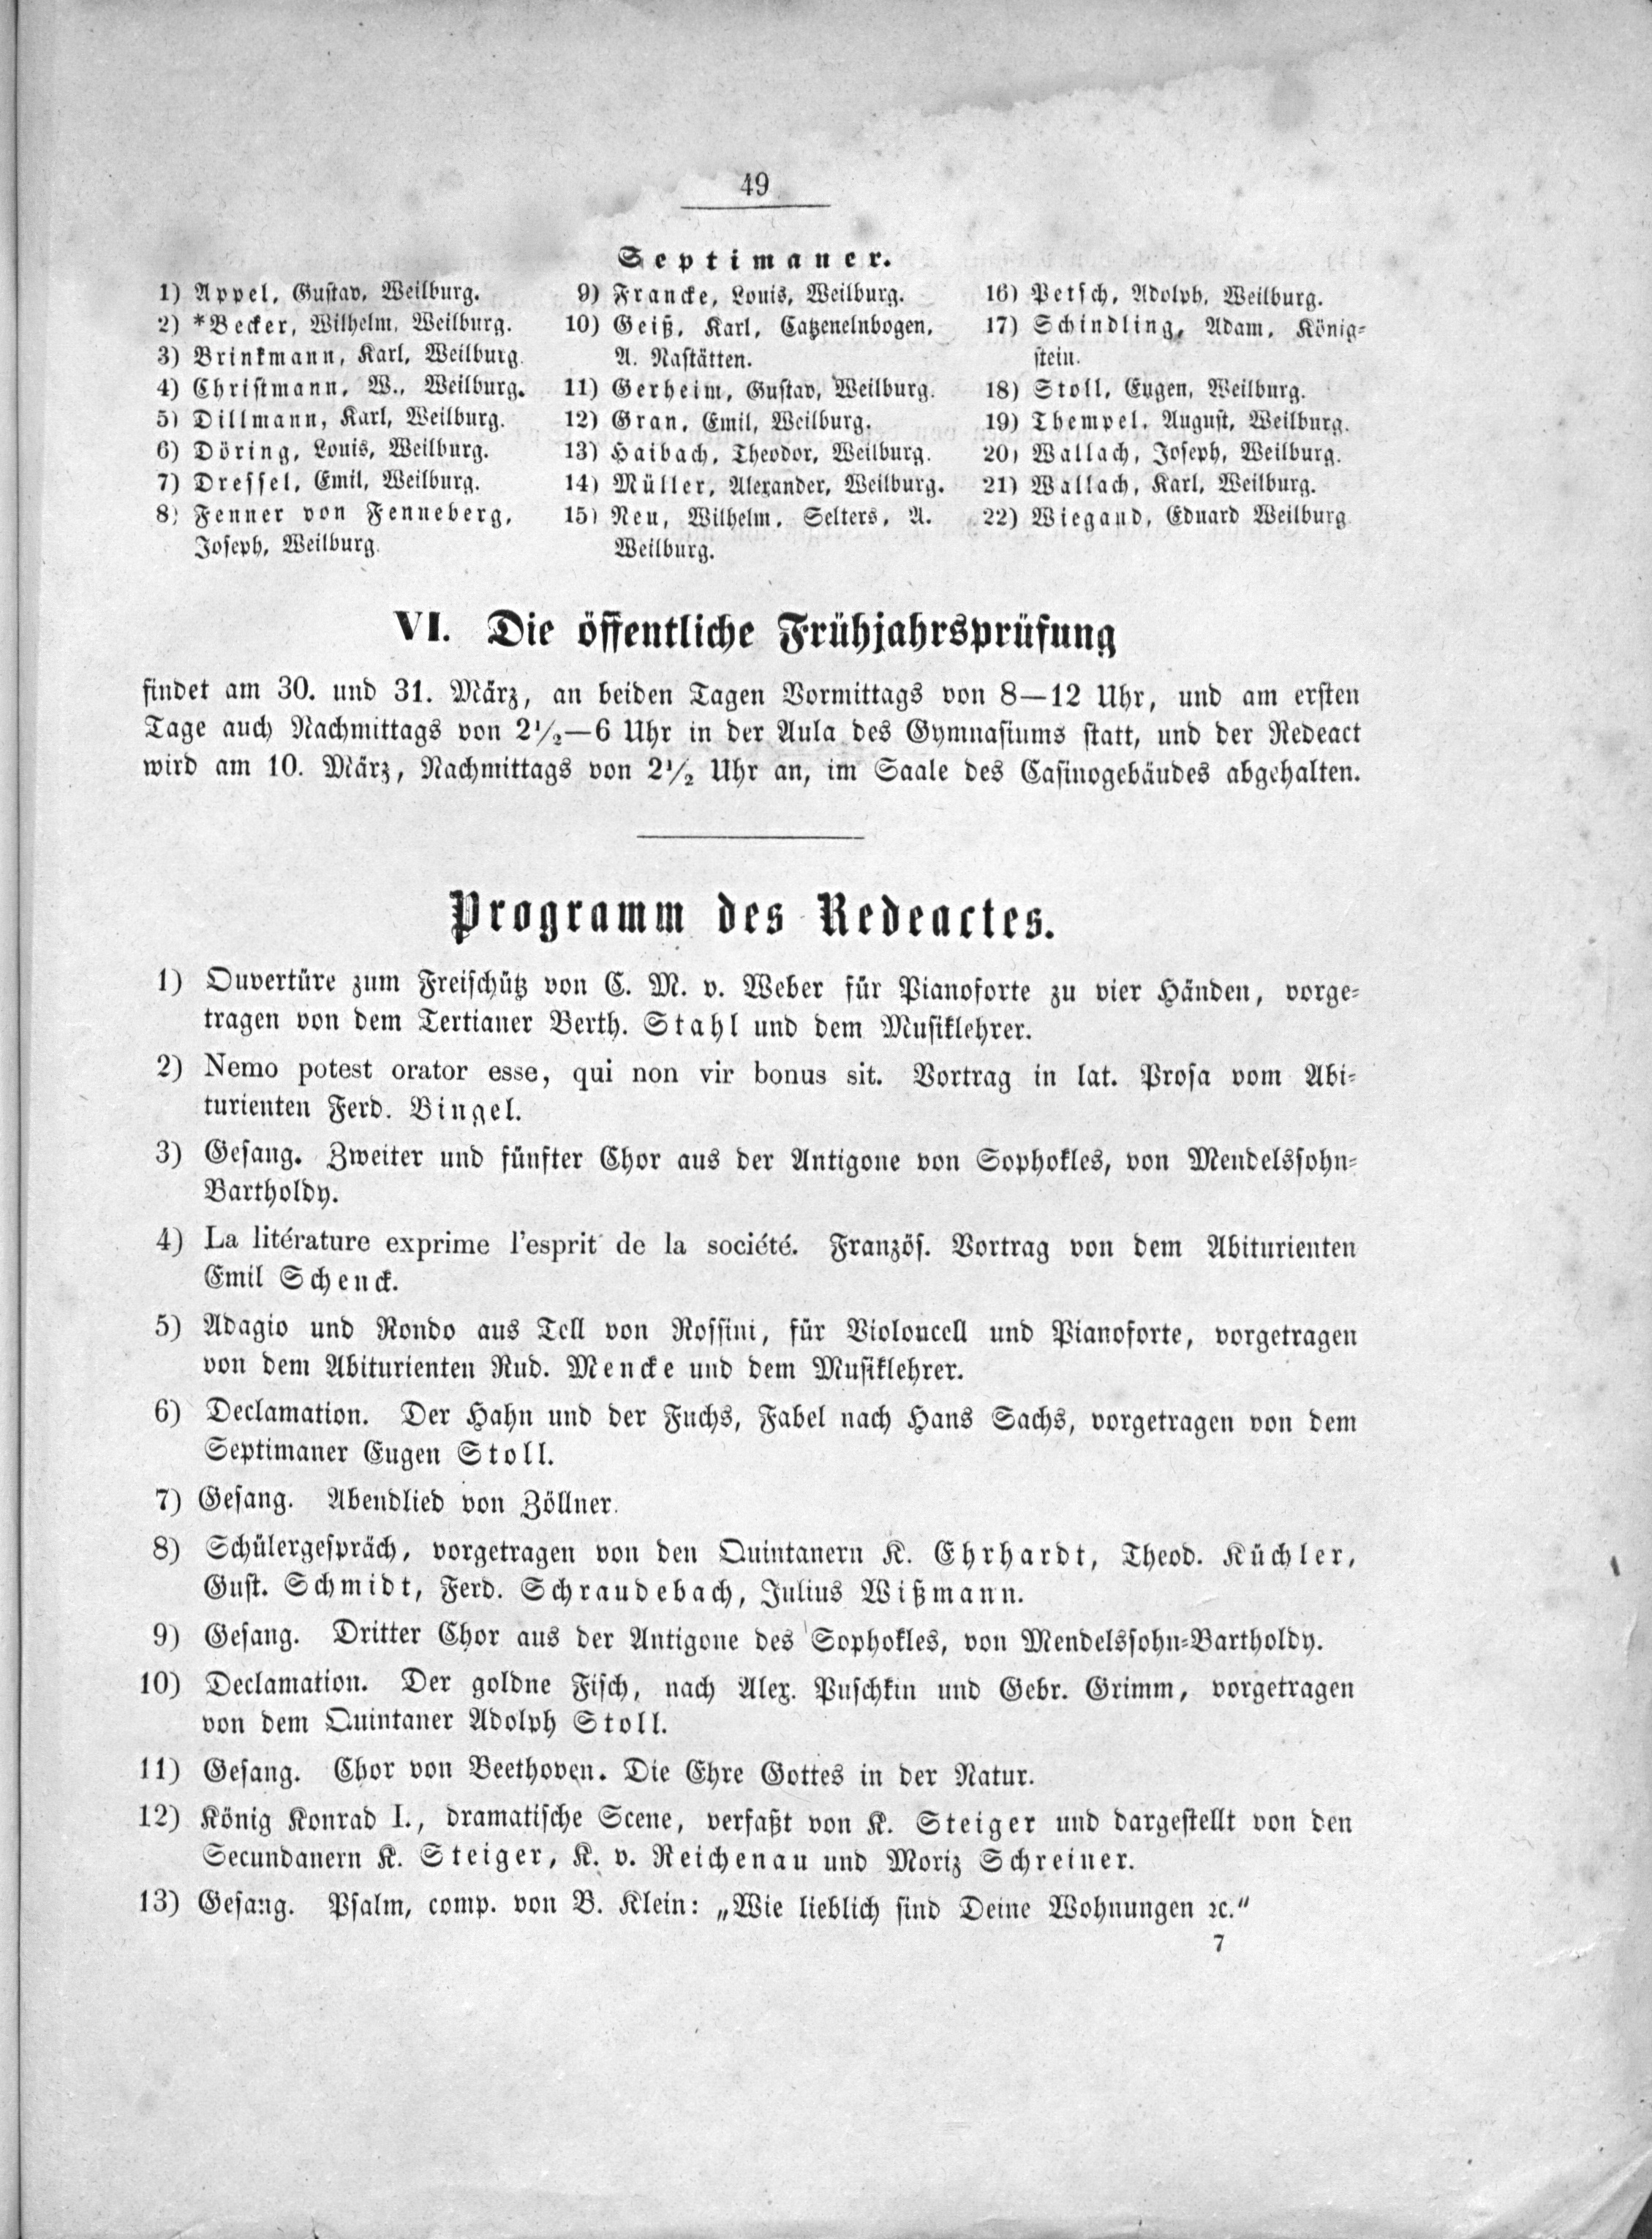 49
Septimaner.
1) Appel, Gustav, Weilburg.
2) *Becker, Wilhelm, Weilburg.
3) Brinkmann, Karl, Weilburg.
4) Christmann, W., Weilburg.
5) Dillmann, Karl, Weilburg.
6) Döring, Louis, Weilburg.
7) Dressel, Emil, Weilburg.
8) Fenner von Fenneberg,
Joseph, Weilburg.
9) Francke, Louis, Weilburg.
10) Geiß, Karl, Catzenelnbogen,
A. Nastätten.
11) Gerheim, Gustav, Weilburg.
12) Gran, Emil, Weilburg.
13) Haibach, Theodor, Weilburg.
14) Müller, Alexander, Weilburg.
15) Neu, Wilhelm, Selters, A.
Weilburg.
16) Petsch, Adolph, Weilburg.
17) Schindling, Adam, König-
stein.
18) Stoll, Eugen, Weilburg.
19) Thempel, August, Weilburg.
20) Wallach, Joseph, Weilburg.
21) Wallach, Karl, Weilburg.
22) Wiegand, Eduard Weilburg
VI. Die öffentliche Frühjahrsprüfung
findet am 30. und 31. März, an beiden Tagen Vormittags von 8—12 Uhr, und am ersten
Tage auch Nachmittags von 2½—6 Uhr in der Aula des Gymnasiums statt, und der Redeact
wird am 10. März, Nachmittags von 2½ Uhr an, im Saale des Casinogebäudes abgehalten.
Programm des Redeactes.
1) Ouvertüre zum Freischütz von C. M. v. Weber für Pianoforte zu vier Händen, vorge-
tragen von dem Tertianer Berth. Stahl und dem Musiklehrer.
2) Nemo potest orator esse, qui non vir bonus sit. Vortrag in lat. Prosa vom Abi-
turienten Ferd. Bingel.
3) Gesang. Zweiter und fünfter Chor aus der Antigone von Sophokles, von Mendelssohn-
Bartholdy.
4) La litérature exprime l'esprit de la société. Französ. Vortrag von dem Abiturienten
Emil Schenck.
5) Adagio und Rondo aus Tell von Rossini, für Violoncell und Pianoforte, vorgetragen
von dem Abiturienten Rud. Mencke und dem Musiklehrer.
6) Declamation. Der Hahn und der Fuchs, Fabel nach Hans Sachs, vorgetragen von dem
Septimaner Eugen Stoll.
7) Gesang. Abendlied von Zöllner.
8) Schülergespräch, vorgetragen von den Quintanern K. Ehrhardt, Theod. Küchler,
Gust. Schmidt, Ferd. Schraudebach, Julius Wißmann.
9) Gesang. Dritter Chor aus der Antigone des Sophokles, von Mendelssohn-Bartholdy.
10) Declamation. Der goldne Fisch, nach Alex. Puschkin und Gebr. Grimm, vorgetragen
von dem Quintaner Adolph Stoll.
11) Gesang. Chor von Beethoven. Die Ehre Gottes in der Natur.
12) König Konrad I., dramatische Scene, verfaßt von K. Steiger und dargestellt von den
Secundanern K. Steiger, K. v. Reichenau und Moriz Schreiner.
13) Gesang. Psalm, comp. von B. Klein: „Wie lieblich sind Deine Wohnungen ꝛc.“
7